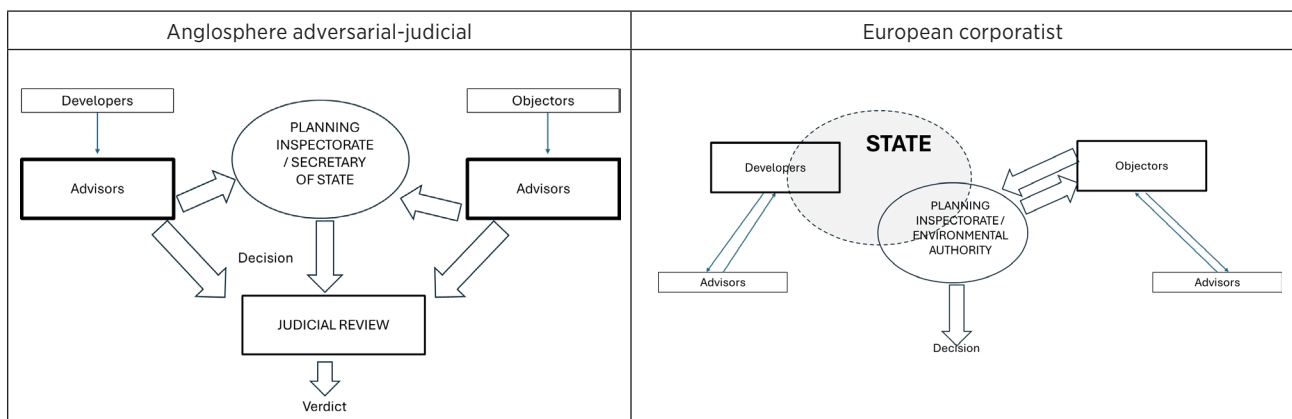 Anglosphere adversarial-judicial
European corporatist
Developers
Objectors
PLANNING
INSPECTORATE
/ SECRETARY
OF STATE
Advisors
Advisors
Decision
JUDICIAL REVIEW
Verdict
STATE
Developers
Objectors
PLANNING
INSPECTORATE/
ENVIRONMENTAL
AUTHORITY
Advisors
Advisors
Decision